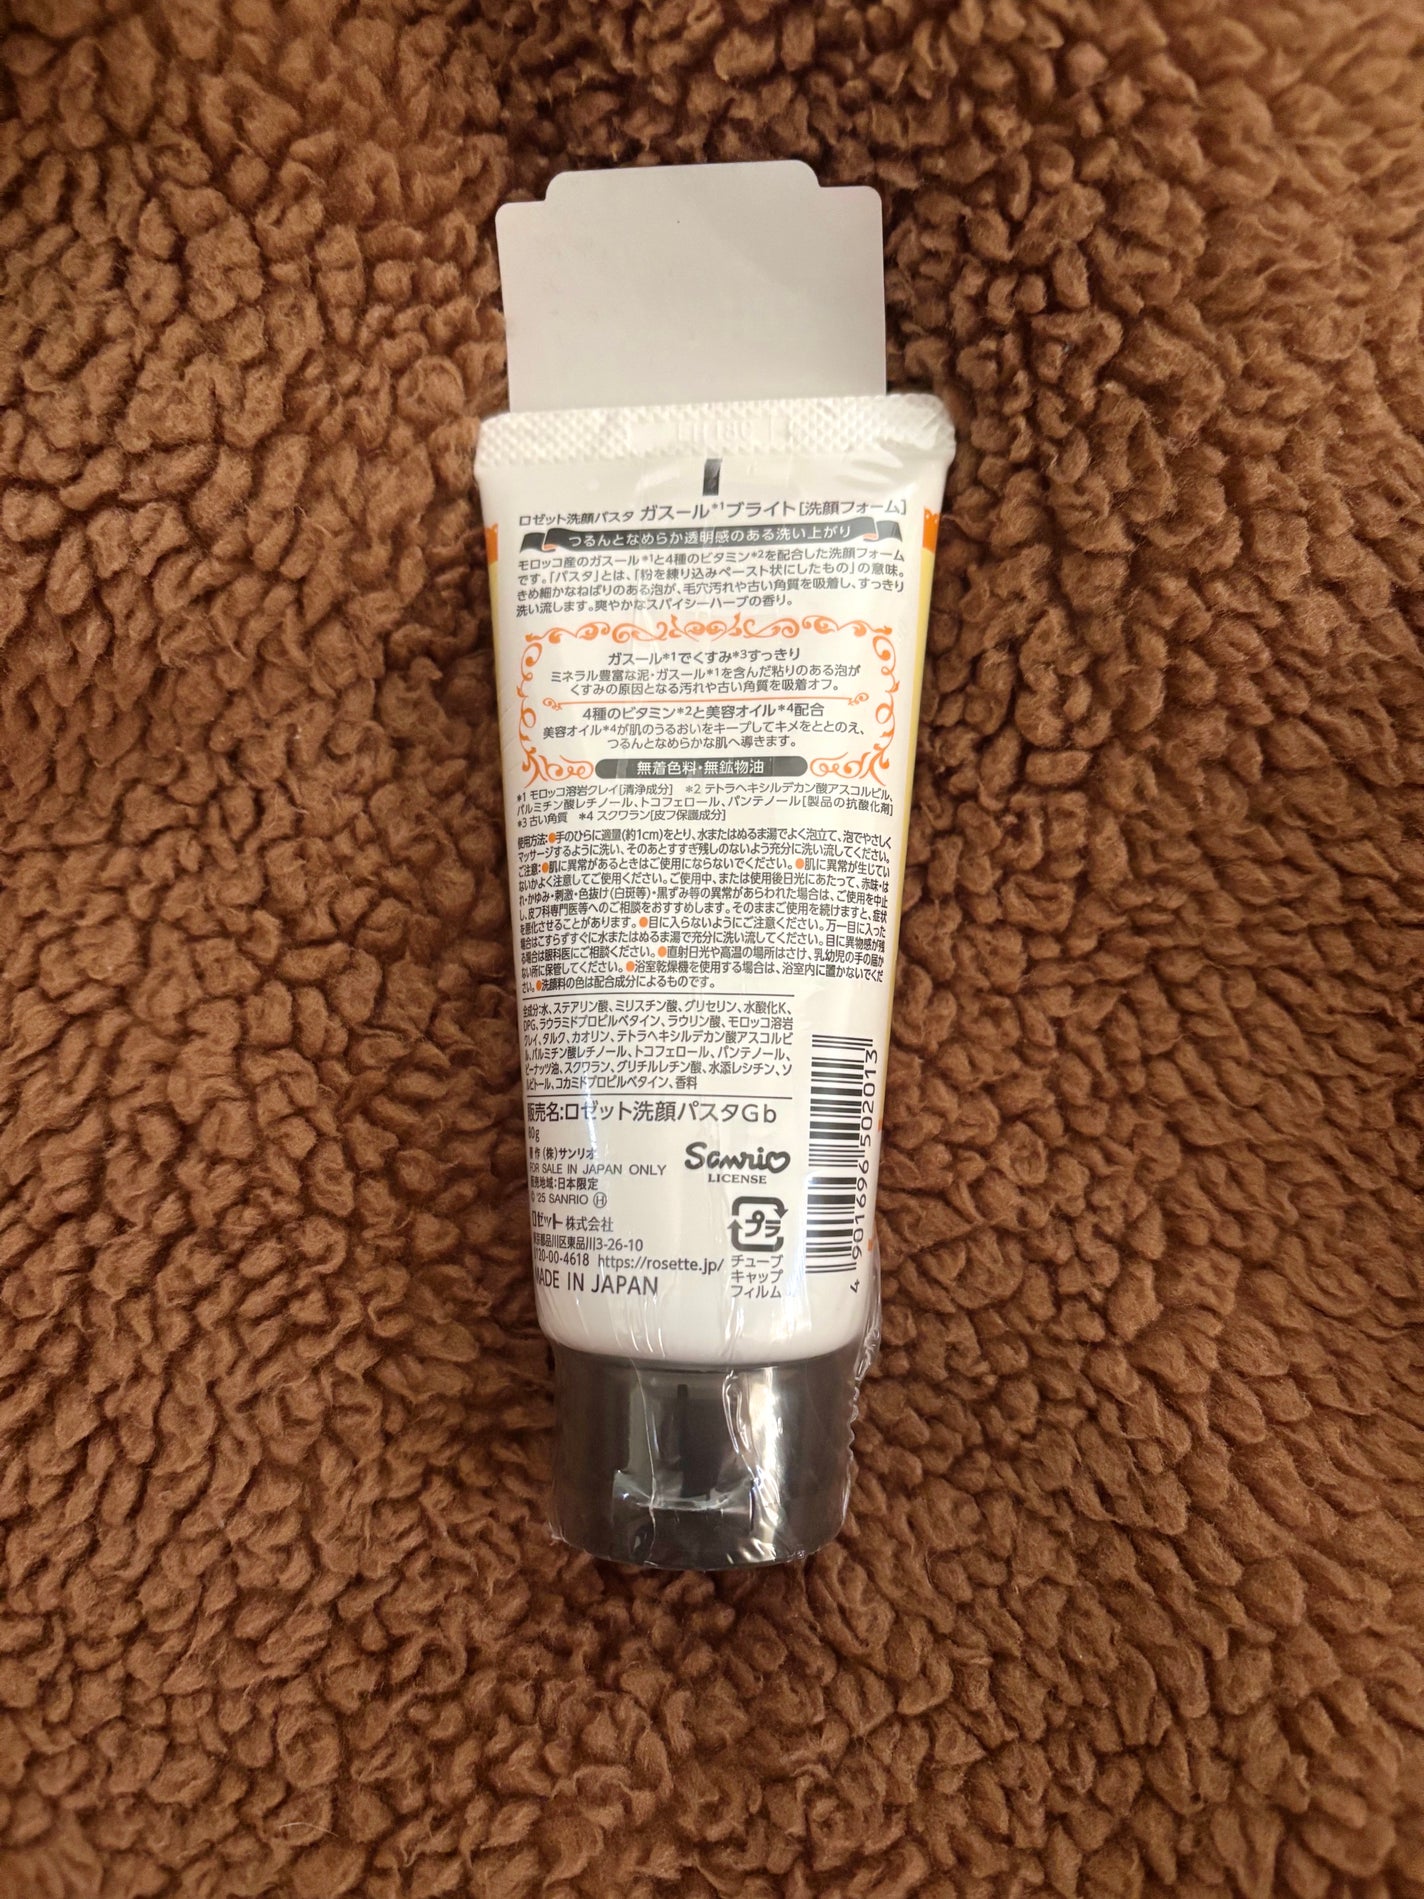 ロゼット洗顔パスタ ガスール*1ブライト[洗顔フォーム]
つるんとなめらか透明感のある洗い上がり
モロッコ産のガスール*1と4種のビタミン*2を配合した洗顔フォーム
です。「パスタ」とは、「粉を練り込みペースト状にしたもの」の意味。
きめ細かなねばりのある泡が、毛穴汚れや古い角質を吸着し、すっきり
洗い流します。爽やかなスパイシーハーブの香り。
ガスール*1でくすみ*3すっきり
ミネラル豊富な泥・ガスール*1を含んだ粘りのある泡が
くすみの原因となる汚れや古い角質を吸着オフ。
4種のビタミン*2と美容オイル*4配合
美容オイル*4が肌のうるおいをキープしてキメをととのえ、
つるんとなめらかな肌へ導きます。
無着色料・無鉱物油
*1 モロッコ溶岩クレイ[清浄成分] *2 テトラヘキシルデカン酸アスコルビル、
パルミチン酸レチノール、トコフェロール、パンテノール[製品の抗酸化剤]
*3 古い角質 *4 スクワラン[皮フ保護成分]
使用方法:●手のひらに適量(約1cm)をとり、水またはぬるま湯でよく泡立て、泡でやさしく
マッサージするように洗い、そのあとすすぎ残しのないよう充分に洗い流してください。
ご注意:●肌に異常があるときはご使用にならないでください。●肌に異常が生じてい
ないかよく注意してご使用ください。ご使用中、または使用後日光にあたって、赤味・は
れ・かゆみ・刺激・色抜け(白斑等)・黒ずみ等の異常があらわれた場合は、ご使用を中止
し、皮フ科専門医等へのご相談をおすすめします。そのままご使用を続けますと、症状
を悪化させることがあります。●目に入らないようにご注意ください。万一目に入った
場合はこすらずすぐに水またはぬるま湯で充分に洗い流してください。目に異物感が残
る場合は眼科医にご相談ください。●直射日光や高温の場所はさけ、乳幼児の手の届か
ない所に保管してください。●浴室乾燥機を使用する場合は、浴室内に置かないでくだ
さい。●洗顔料の色は配合成分によるものです。
全成分:水、ステアリン酸、ミリスチン酸、グリセリン、水酸化K、
DPG、ラウラミドプロピルベタイン、ラウリン酸、モロッコ溶岩
クレイ、タルク、カオリン、テトラヘキシルデカン酸アスコルビ
ル、パルミチン酸レチノール、トコフェロール、パンテノール、
ピーナッツ油、スクワラン、グリチルレチン酸、水添レシチン、ソ
ルビトール、コカミドプロピルベタイン、香料
販売名:ロゼット洗顔パスタGb
80g
原作(株)サンリオ
FOR SALE IN JAPAN ONLY
販売地域:日本限定
© '25 SANRIO Ⓗ
Sanrio
LICENSE
ロゼット株式会社
東京都品川区東品川3-26-10
0120-00-4618 https://rosette.jp/
MADE IN JAPAN
プラ
チューブ
キャップ
フィルム
4901696502013